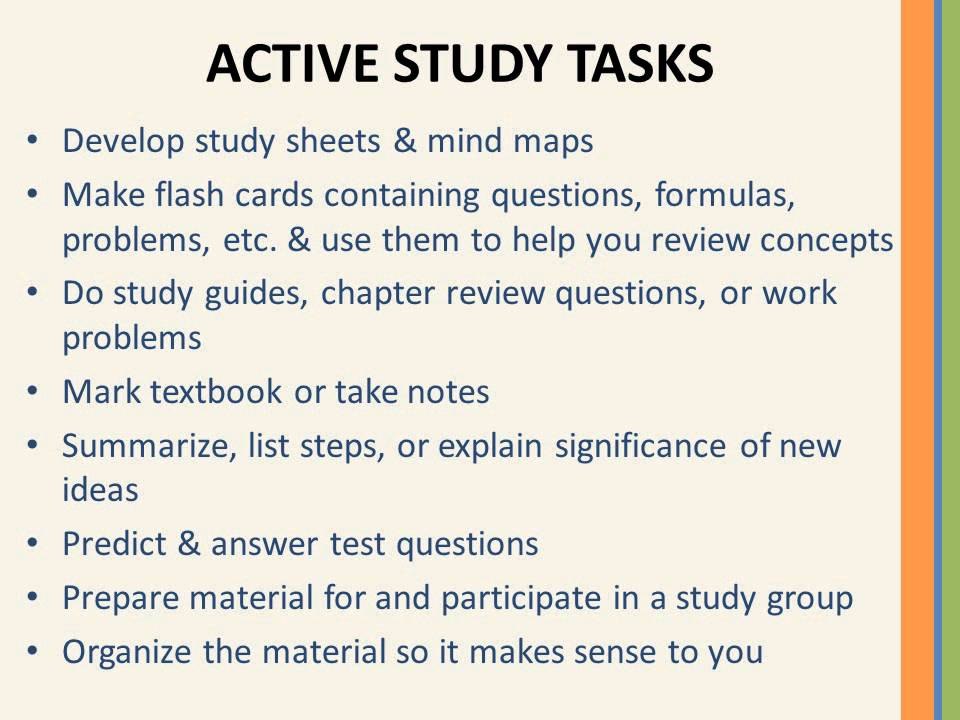 ACTIVE STUDY TASKS
• Develop study sheets & mind maps
• Make flash cards containing questions, formulas,
problems, etc. & use them to help you review concepts
• Do study guides, chapter review questions, or work
problems
• Mark textbook or take notes
• Summarize, list steps, or explain significance of new
ideas
• Predict & answer test questions
• Prepare material for and participate in a study group
• Organize the material so it makes sense to you